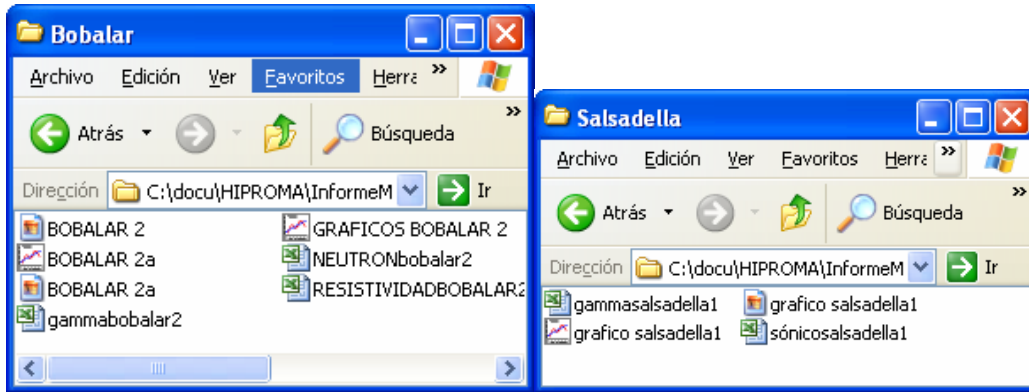 Bobalar
Archivo Edición Ver Favoritos Herra »
Atrás Búsqueda »
Dirección C:\docu\HIPROMA\InformeM Ir
BOBALAR 2
BOBALAR 2a
BOBALAR 2a
gammabobalar2
GRAFICOS BOBALAR 2
NEUTRONbobalar2
RESISTIVIDADBOBALAR2
Salsadella
Archivo Edición Ver Favoritos Herra »
Atrás Búsqueda »
Dirección C:\docu\HIPROMA\InformeM Ir
gammasalsadella1
grafico salsadella1
grafico salsadella1
sónicosalsadella1